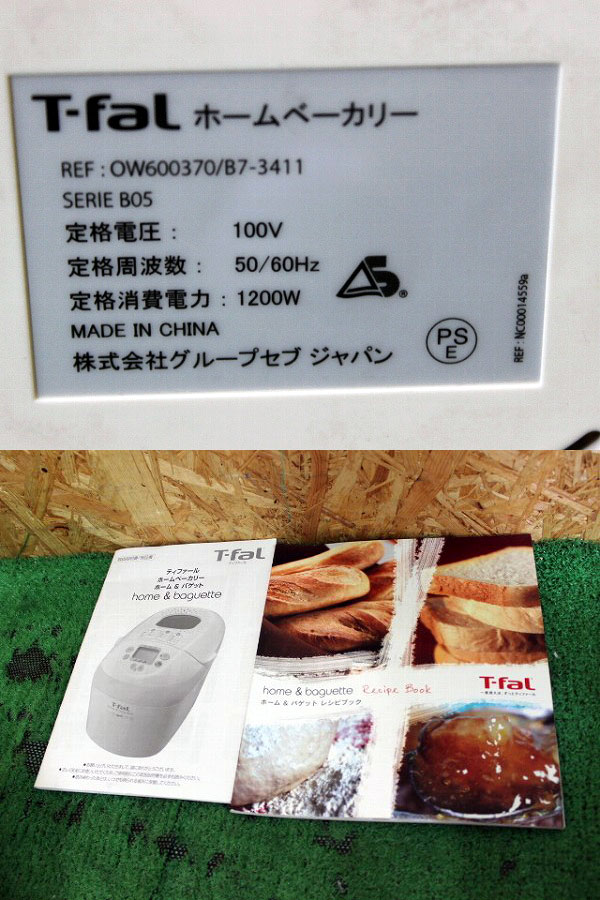 T-faL ホームベーカリー
REF : OW600370/B7-3411
SERIE B05
定格電圧 : 100V
定格周波数 : 50/60Hz
定格消費電力 : 1200W
MADE IN CHINA
株式会社グループセブ ジャパン
S
®
PS
E
REF : NC00014559a
T-faL
ティファール
ホームベーカリー
ホーム & バゲット
home & baguette
T-faL
home & baguette Recipe Book
ホーム & バゲット レシピブック
T-faL